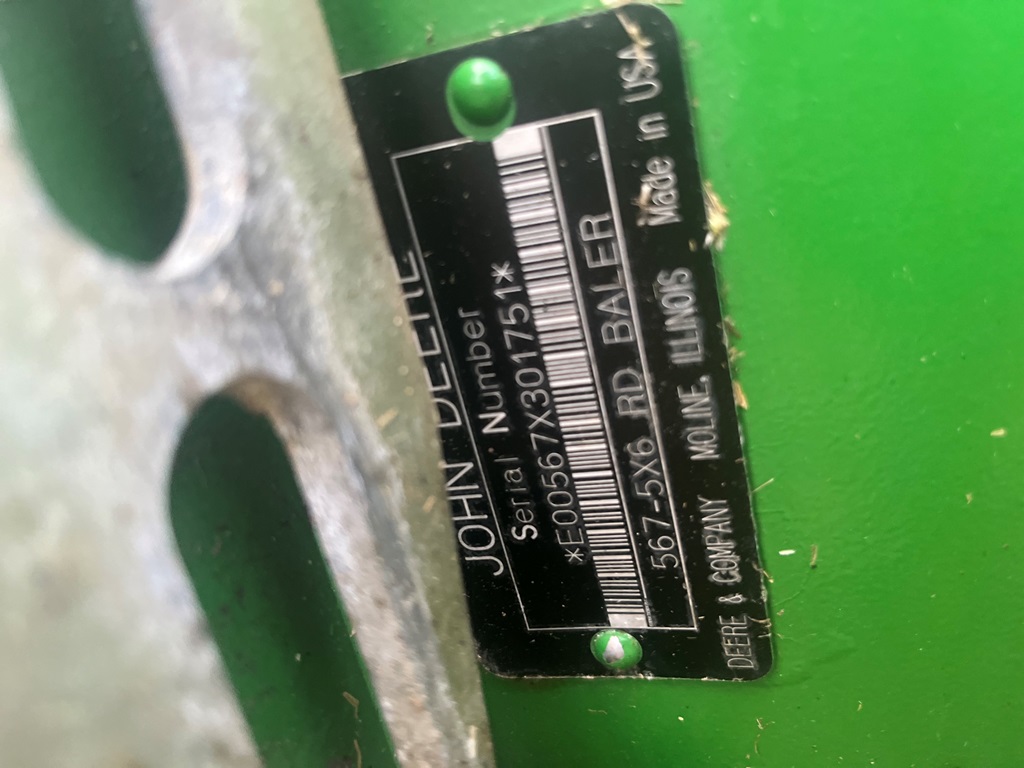 JOHN DEERE
Serial Number
*E00567X301751*
567-5X6 RD BALER
DEERE & COMPANY MOLINE, ILLINOIS Made in USA